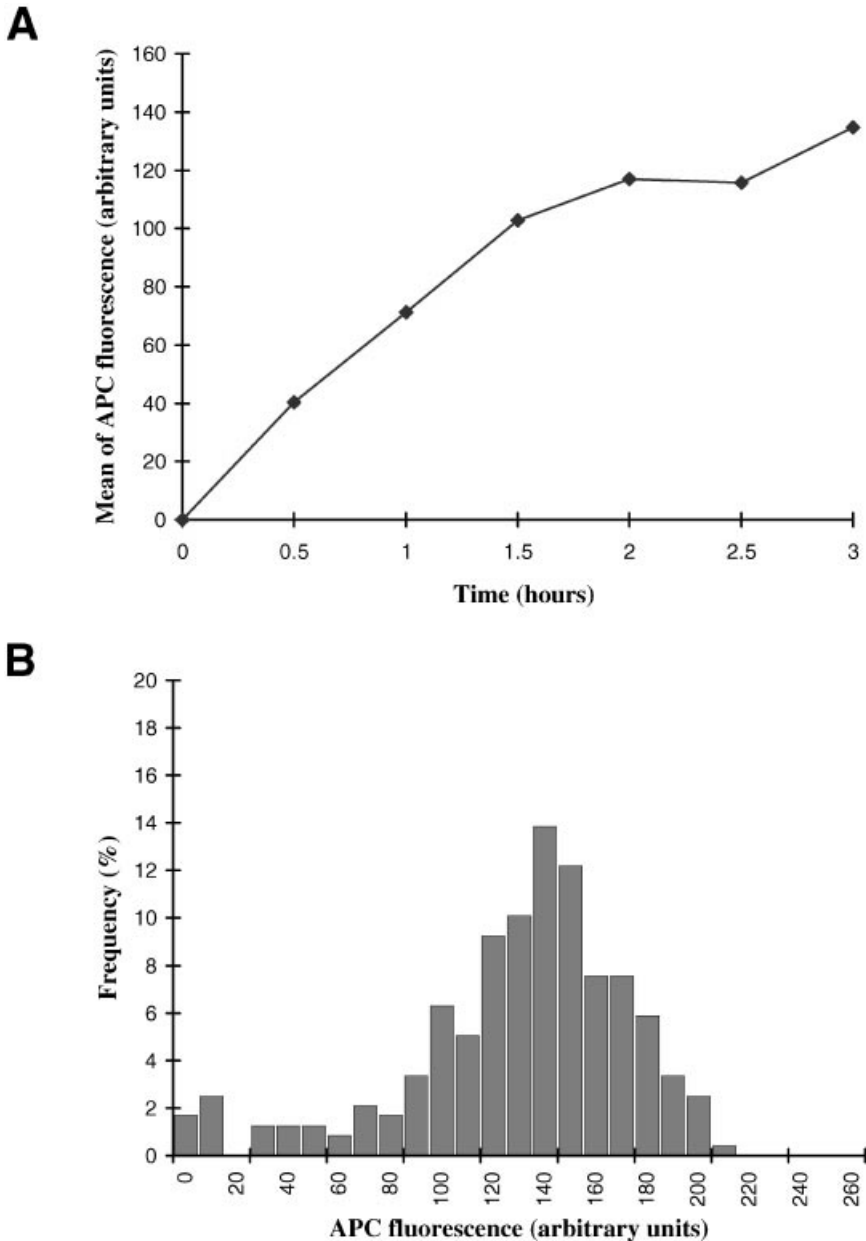 A
Mean of APC fluorescence (arbitrary units)
160
140
120
100
80
60
40
20
0
0 0.5 1 1.5 2 2.5 3
Time (hours)
B
Frequency (%)
20
18
16
14
12
10
8
6
4
2
0
0 20 40 60 80 100 120 140 160 180 200 220 240 260
APC fluorescence (arbitrary units)